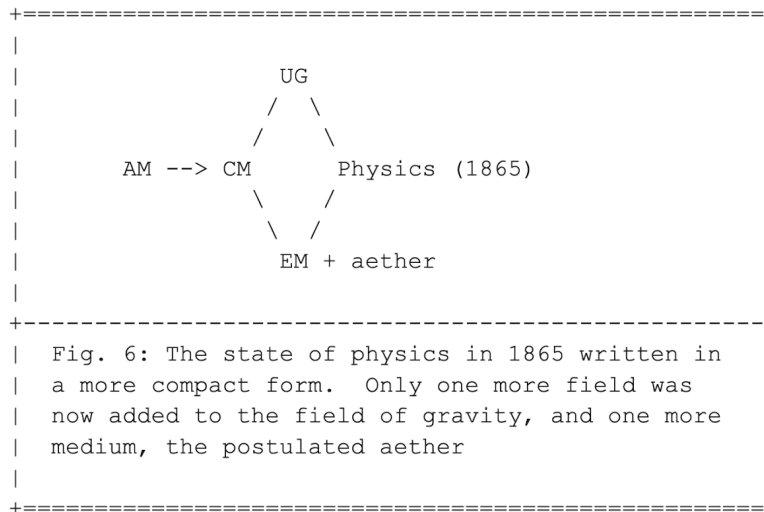 UG
AM --> CM Physics (1865)
EM + aether
Fig. 6: The state of physics in 1865 written in
a more compact form. Only one more field was
now added to the field of gravity, and one more
medium, the postulated aether